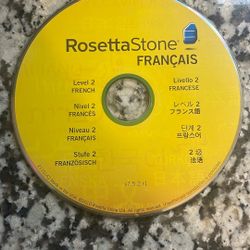 RosettaStone
FRANÇAIS
Level 2
FRENCH
Livello 2
FRANCESE
Nivel 2
FRANCÉS
レベル 2
フランス語
Niveau 2
FRANÇAIS
단계 2
프랑스어
Stufe 2
FRANZÖSISCH
2 级
法语